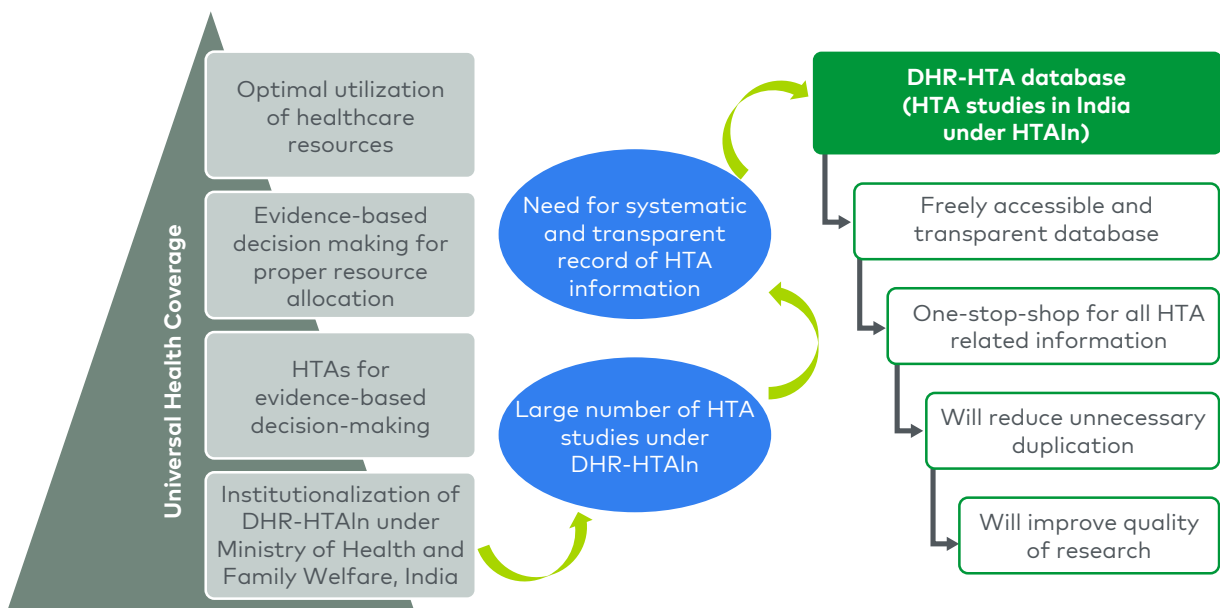 Universal Health Coverage
Optimal utilization
of healthcare
resources
Evidence-based
decision making for
proper resource
allocation
HTAs for
evidence-based
decision-making
Institutionalization of
DHR-HTAIn under
Ministry of Health and
Family Welfare, India
Need for systematic
and transparent
record of HTA
information
Large number of HTA
studies under
DHR-HTAIn
DHR-HTA database
(HTA studies in India
under HTAIn)
Freely accessible and
transparent database
One-stop-shop for all HTA
related information
Will reduce unnecessary
duplication
Will improve quality
of research